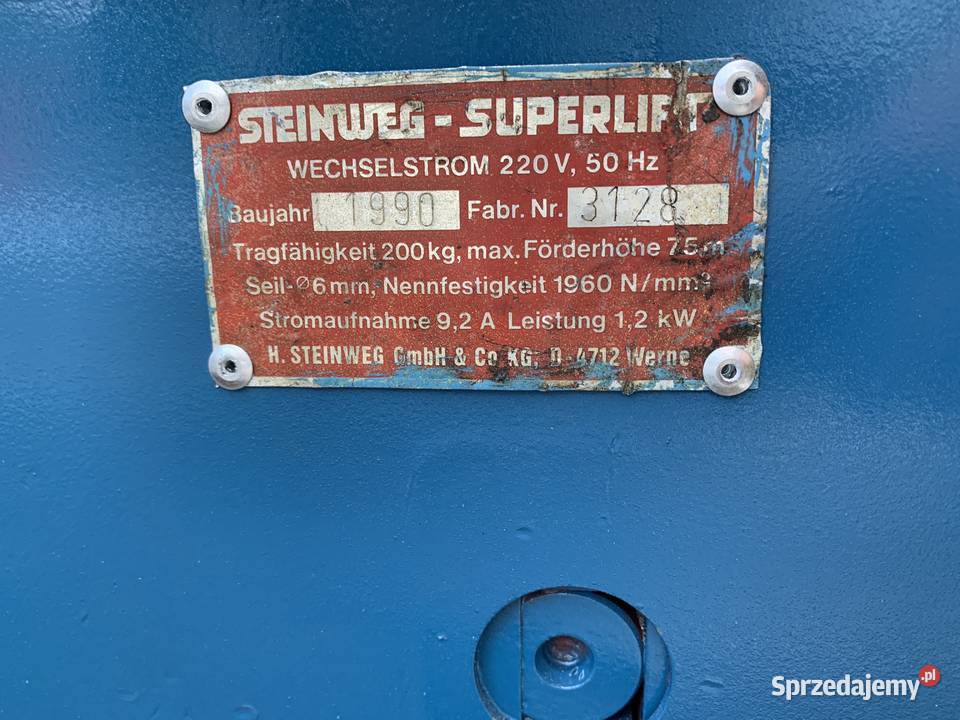 STEINWEG - SUPERLIFT
WECHSELSTROM 220 V, 50 Hz
Baujahr 1990 Fabr. Nr. 3128
Tragfähigkeit 200 kg, max. Förderhöhe 75 m
Seil-Ø 6 mm, Nennfestigkeit 1960 N/mm²
Stromaufnahme 9,2 A Leistung 1,2 kW
H. STEINWEG GmbH & Co KG, D-4712 Werne
Sprzedajemy.pl